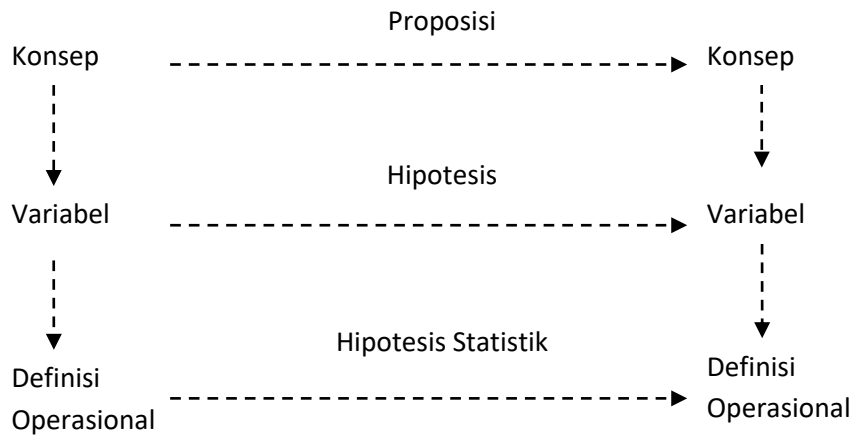 Proposisi
Konsep
Konsep
Hipotesis
Variabel
Variabel
Hipotesis Statistik
Definisi
Operasional
Definisi
Operasional